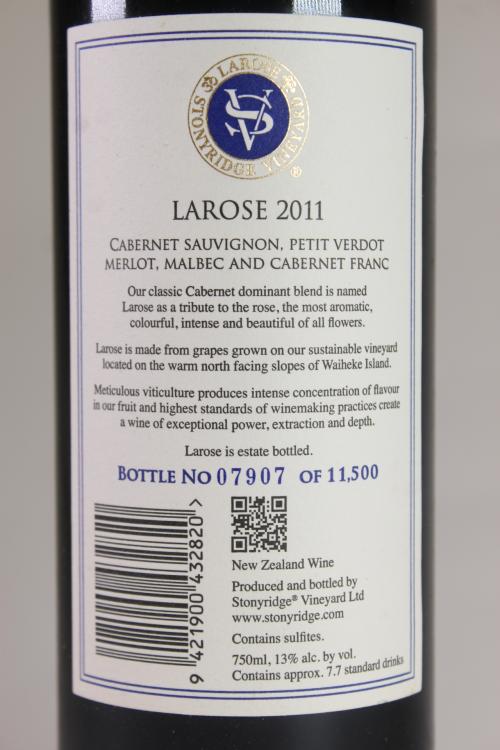 LAROSE
STONYRIDGE VINEYARD
SV
®
LAROSE 2011
CABERNET SAUVIGNON, PETIT VERDOT
MERLOT, MALBEC AND CABERNET FRANC
Our classic Cabernet dominant blend is named
Larose as a tribute to the rose, the most aromatic,
colourful, intense and beautiful of all flowers.
Larose is made from grapes grown on our sustainable vineyard
located on the warm north facing slopes of Waiheke Island.
Meticulous viticulture produces intense concentration of flavour
in our fruit and highest standards of winemaking practices create
a wine of exceptional power, extraction and depth.
Larose is estate bottled.
BOTTLE NO 07907 OF 11,500
9 421900 432820 >
New Zealand Wine
Produced and bottled by
Stonyridge® Vineyard Ltd
www.stonyridge.com
Contains sulfites.
750ml, 13% alc. by vol.
Contains approx. 7.7 standard drinks